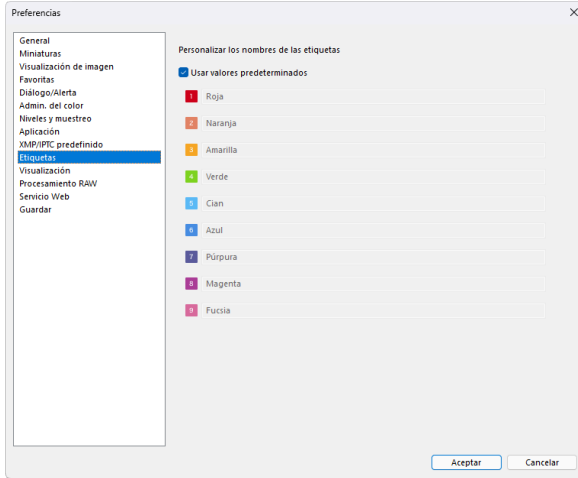 Preferencias
General
Miniaturas
Visualización de imagen
Favoritas
Diálogo/Alerta
Admin. del color
Niveles y muestreo
Aplicación
XMP/IPTC predefinido
Etiquetas
Visualización
Procesamiento RAW
Servicio Web
Guardar
Personalizar los nombres de las etiquetas
Usar valores predeterminados
1 Roja
2 Naranja
3 Amarilla
4 Verde
5 Cian
6 Azul
7 Púrpura
8 Magenta
9 Fucsia
Aceptar Cancelar